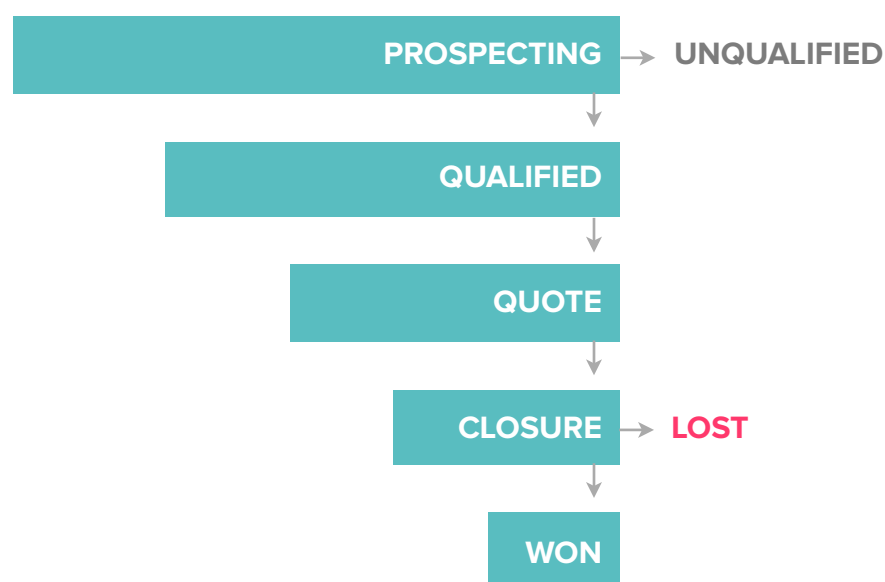 PROSPECTING
UNQUALIFIED
QUALIFIED
QUOTE
CLOSURE
LOST
WON